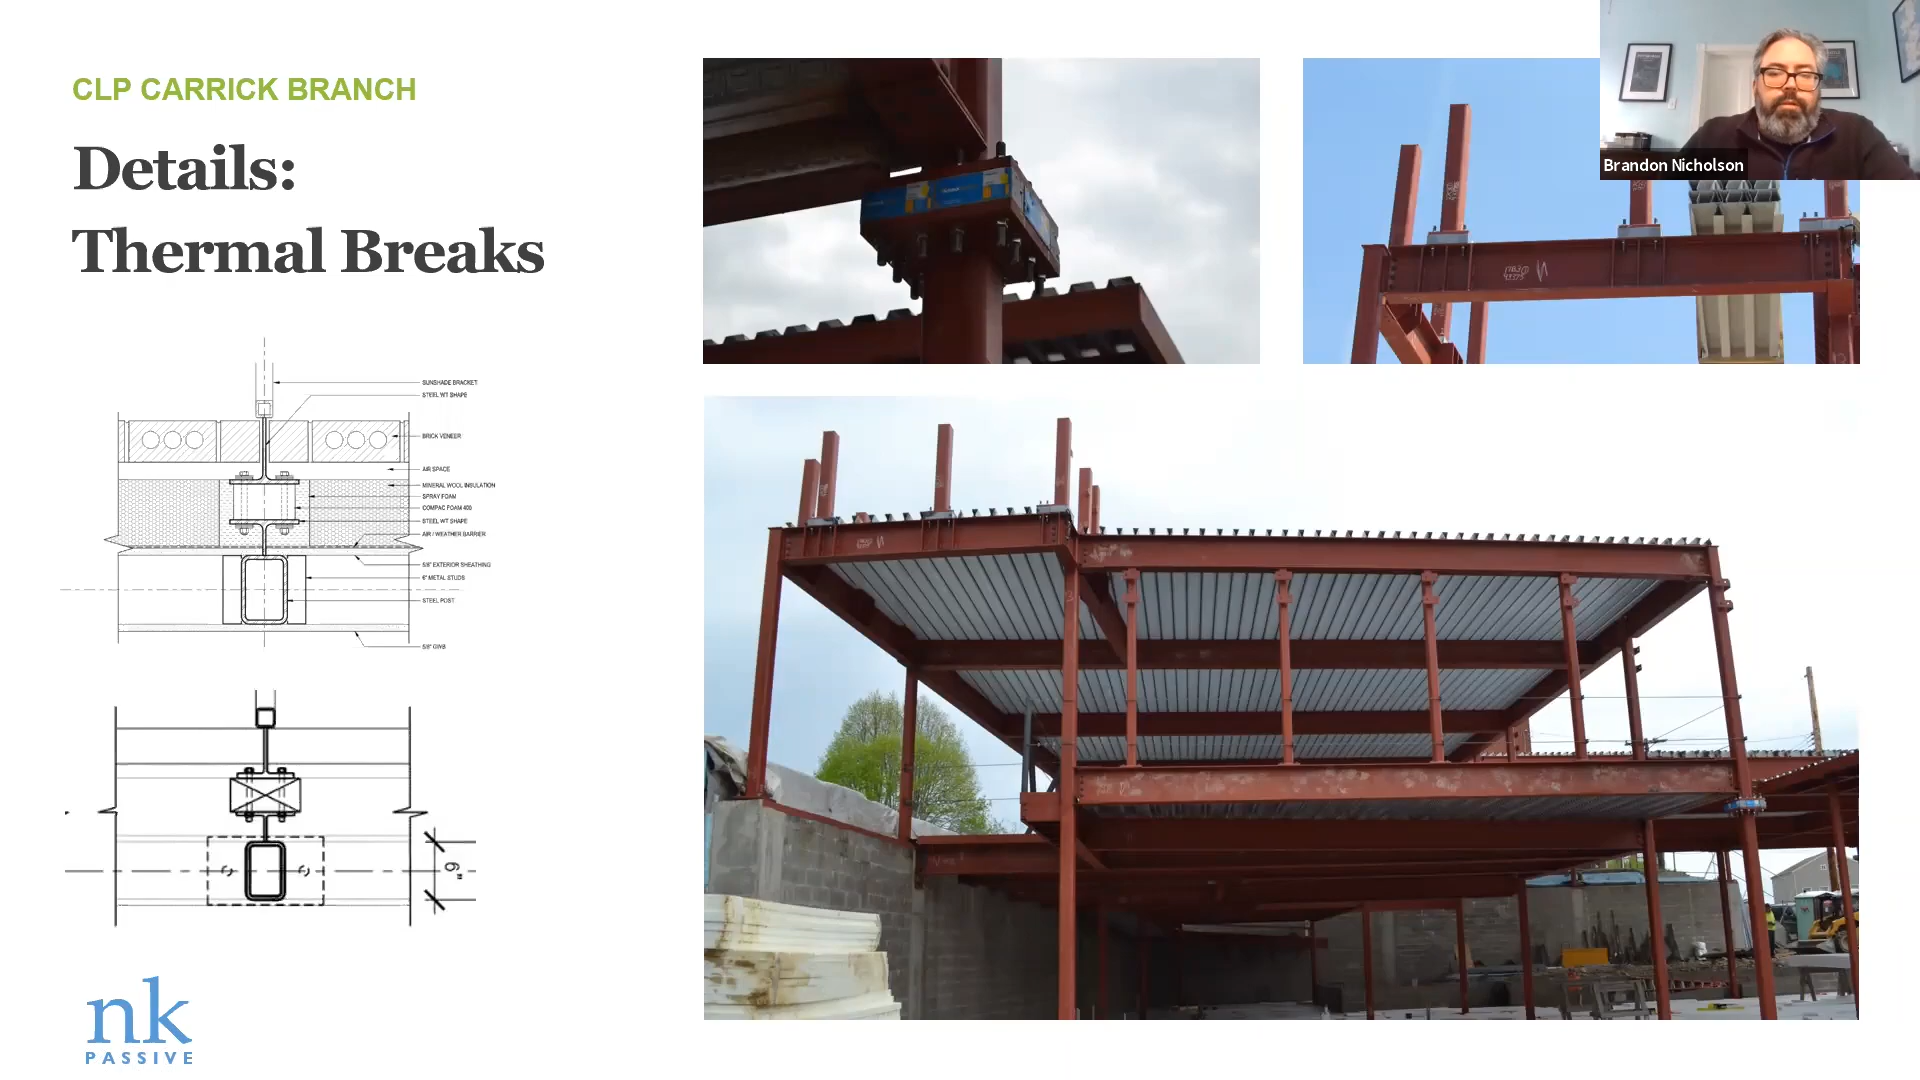 CLP CARRICK BRANCH
Details:
Thermal Breaks
Brandon Nicholson
SUNSHADE BRACKET
STEEL WT SHAPE
BRICK VENEER
AIR SPACE
MINERAL WOOL INSULATION
SPRAY FOAM
COMPAC FOAM 400
STEEL WT SHAPE
AIR / WEATHER BARRIER
5/8" EXTERIOR SHEATHING
6" METAL STUDS
STEEL POST
5/8" GWB
6"
nk
PASSIVE